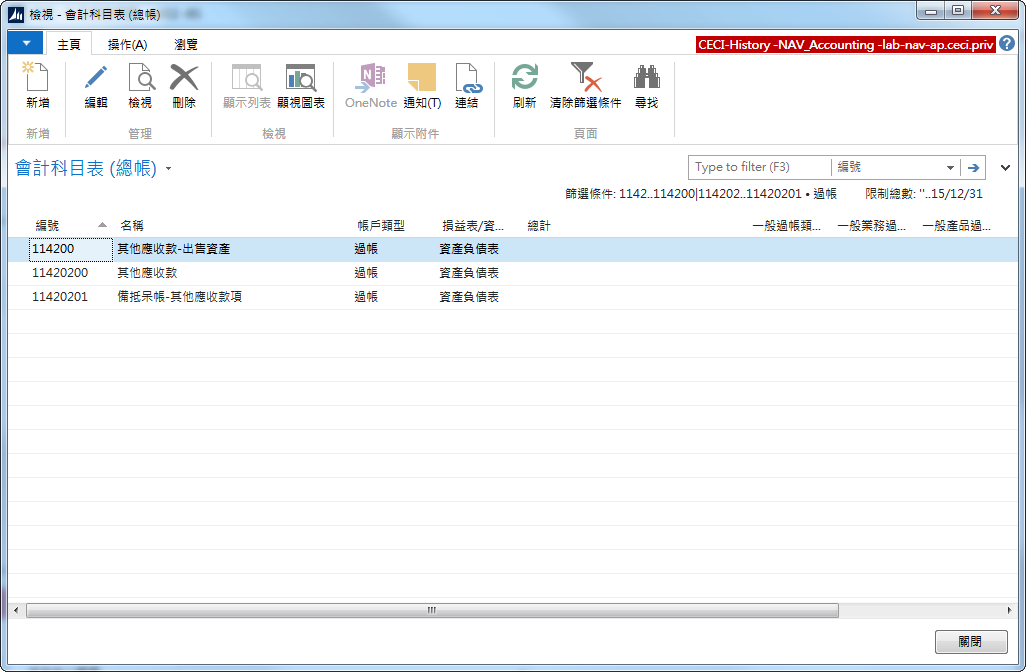 檢視 - 會計科目表 (總帳)
主頁 操作(A) 瀏覽 CECI-History -NAV_Accounting -lab-nav-ap.ceci.priv
新增 編輯 檢視 刪除 顯示列表 顯視圖表 OneNote 通知(T) 連結 刷新 清除篩選條件 尋找
新增 管理 檢視 顯示附件 頁面
會計科目表 (總帳) Type to filter (F3) 編號
篩選條件: 1142..114200|114202..11420201 • 過帳 限制總數: ''..15/12/31
編號 名稱 帳戶類型 損益表/資... 總計 一般過帳類... 一般業務過... 一般產品過...
114200 其他應收款-出售資產 過帳 資產負債表
11420200 其他應收款 過帳 資產負債表
11420201 備抵呆帳-其他應收款項 過帳 資產負債表
關閉